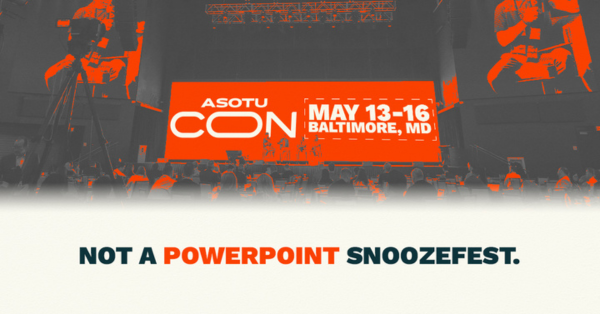 ASOTU
CON
MAY 13-16
BALTIMORE, MD
NOT A POWERPOINT SNOOZEFEST.